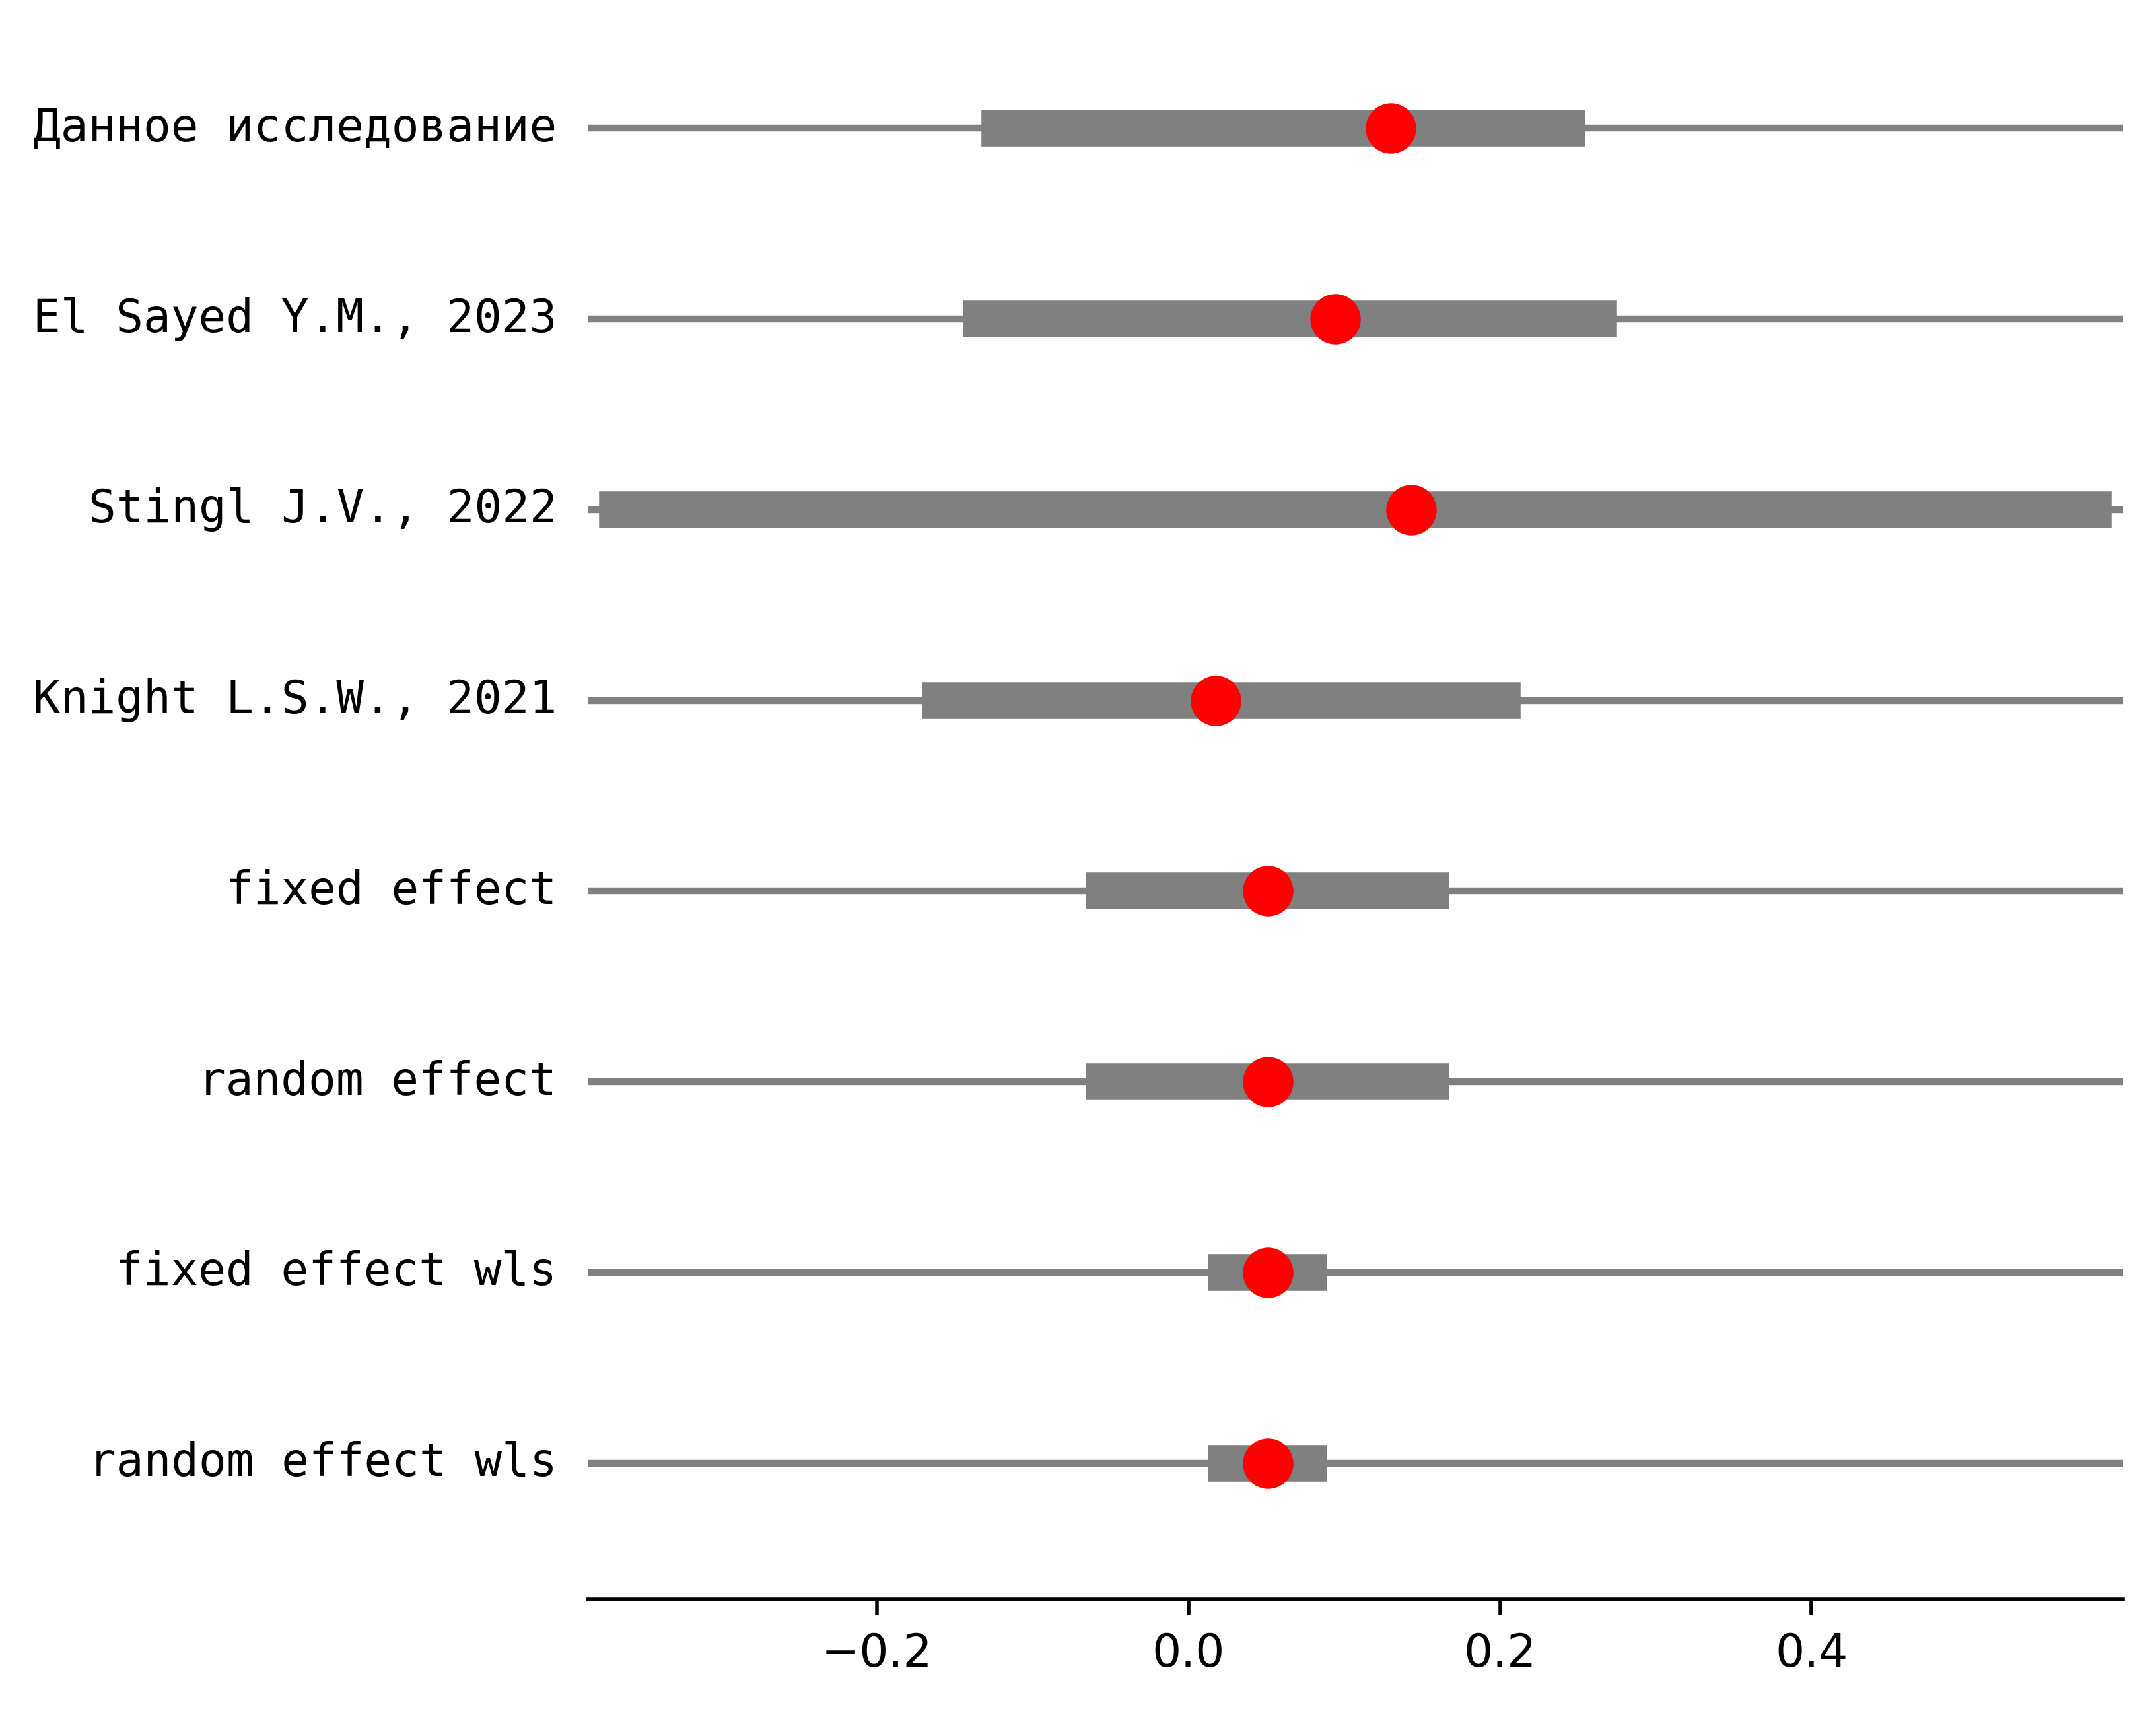 Данное исследование
El Sayed Y.M., 2023
Stingl J.V., 2022
Knight L.S.W., 2021
fixed effect
random effect
fixed effect wls
random effect wls
−0.2 0.0 0.2 0.4